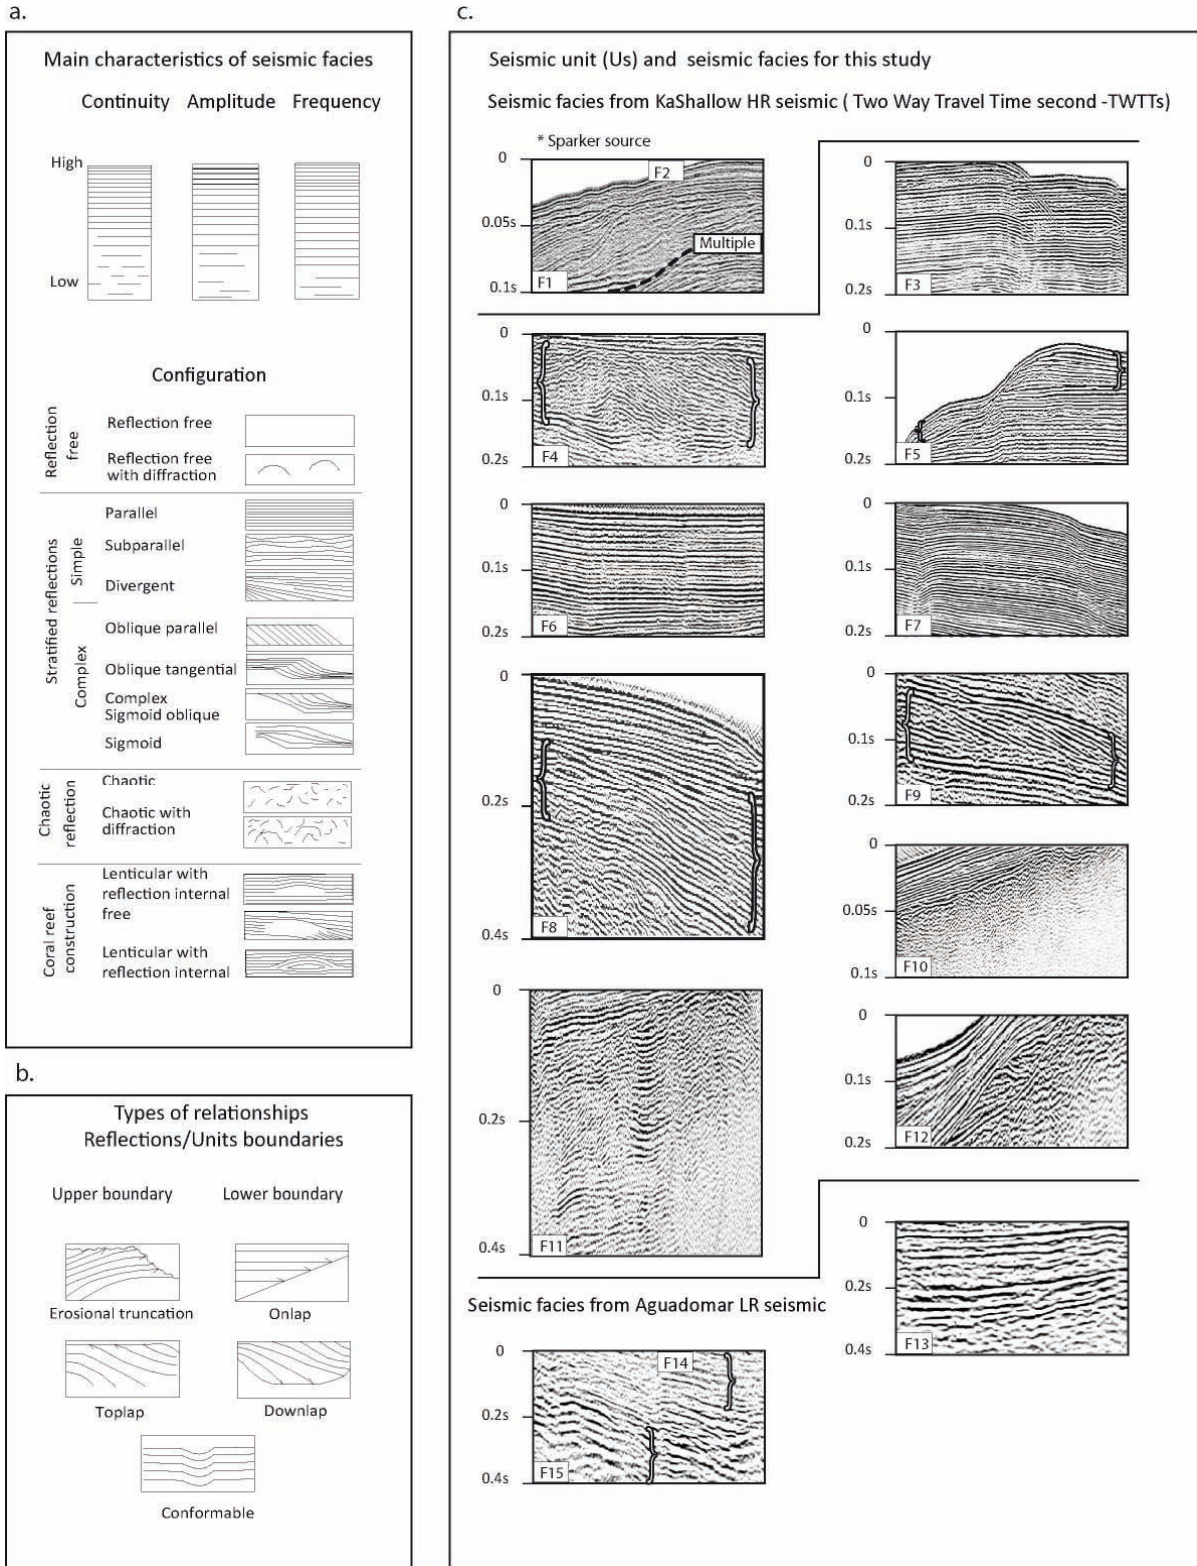 a.
Main characteristics of seismic facies
Continuity Amplitude Frequency
High
Low
Configuration
Reflection free
Reflection free
Reflection free with diffraction
Stratified reflections
Simple
Parallel
Subparallel
Divergent
Complex
Oblique parallel
Oblique tangential
Complex
Sigmoid oblique
Sigmoid
Chaotic reflection
Chaotic
Chaotic with diffraction
Coral reef construction
Lenticular with
reflection internal
free
Lenticular with
reflection internal
b.
Types of relationships
Reflections/Units boundaries
Upper boundary Lower boundary
Erosional truncation Onlap
Toplap Downlap
Conformable
c.
Seismic unit (Us) and seismic facies for this study
Seismic facies from KaShallow HR seismic ( Two Way Travel Time second -TWTTs)
* Sparker source
0
0.05s
0.1s
F2
Multiple
F1
0
0.1s
0.2s
F3
0
0.1s
0.2s
F4
0
0.1s
0.2s
F5
0
0.1s
0.2s
F6
0
0.1s
0.2s
F7
0
0.2s
0.4s
F8
0
0.1s
0.2s
F9
0
0.05s
0.1s
F10
0
0.2s
0.4s
F11
0
0.1s
0.2s
F12
0
0.2s
0.4s
F13
Seismic facies from Aguadomar LR seismic
0
0.2s
0.4s
F14
F15